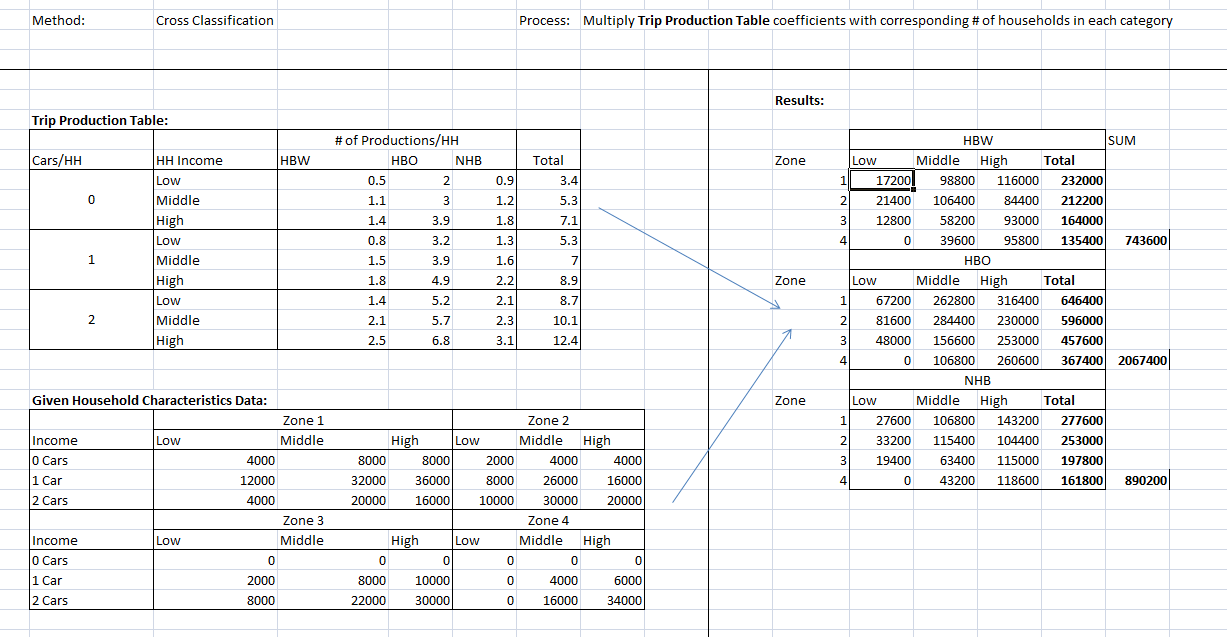 Method: Cross Classification Process: Multiply Trip Production Table coefficients with corresponding # of households in each category
Results:
Trip Production Table:
# of Productions/HH HBW SUM
Cars/HH HH Income HBW HBO NHB Total Zone Low Middle High Total
Low 0.5 2 0.9 3.4 1 17200 98800 116000 232000
0 Middle 1.1 3 1.2 5.3 2 21400 106400 84400 212200
High 1.4 3.9 1.8 7.1 3 12800 58200 93000 164000
Low 0.8 3.2 1.3 5.3 4 0 39600 95800 135400 743600
1 Middle 1.5 3.9 1.6 7 HBO
High 1.8 4.9 2.2 8.9 Zone Low Middle High Total
Low 1.4 5.2 2.1 8.7 1 67200 262800 316400 646400
2 Middle 2.1 5.7 2.3 10.1 2 81600 284400 230000 596000
High 2.5 6.8 3.1 12.4 3 48000 156600 253000 457600
4 0 106800 260600 367400 2067400
NHB
Given Household Characteristics Data: Zone Low Middle High Total
Zone 1 Zone 2 1 27600 106800 143200 277600
Income Low Middle High Low Middle High 2 33200 115400 104400 253000
0 Cars 4000 8000 8000 2000 4000 4000 3 19400 63400 115000 197800
1 Car 12000 32000 36000 8000 26000 16000 4 0 43200 118600 161800 890200
2 Cars 4000 20000 16000 10000 30000 20000
Zone 3 Zone 4
Income Low Middle High Low Middle High
0 Cars 0 0 0 0 0 0
1 Car 2000 8000 10000 0 4000 6000
2 Cars 8000 22000 30000 0 16000 34000